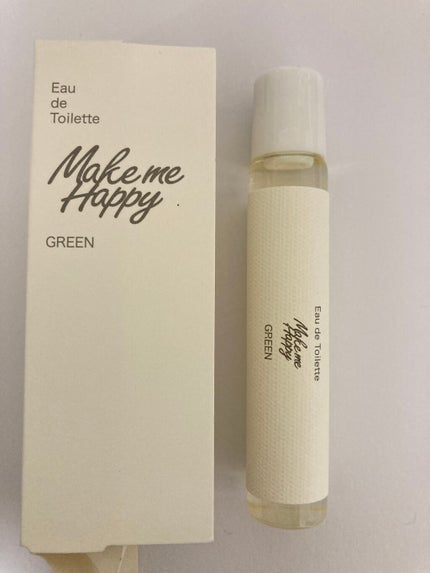 Eau
de
Toilette
Make me
Happy
GREEN
Eau de Toilette
Make me
Happy
GREEN